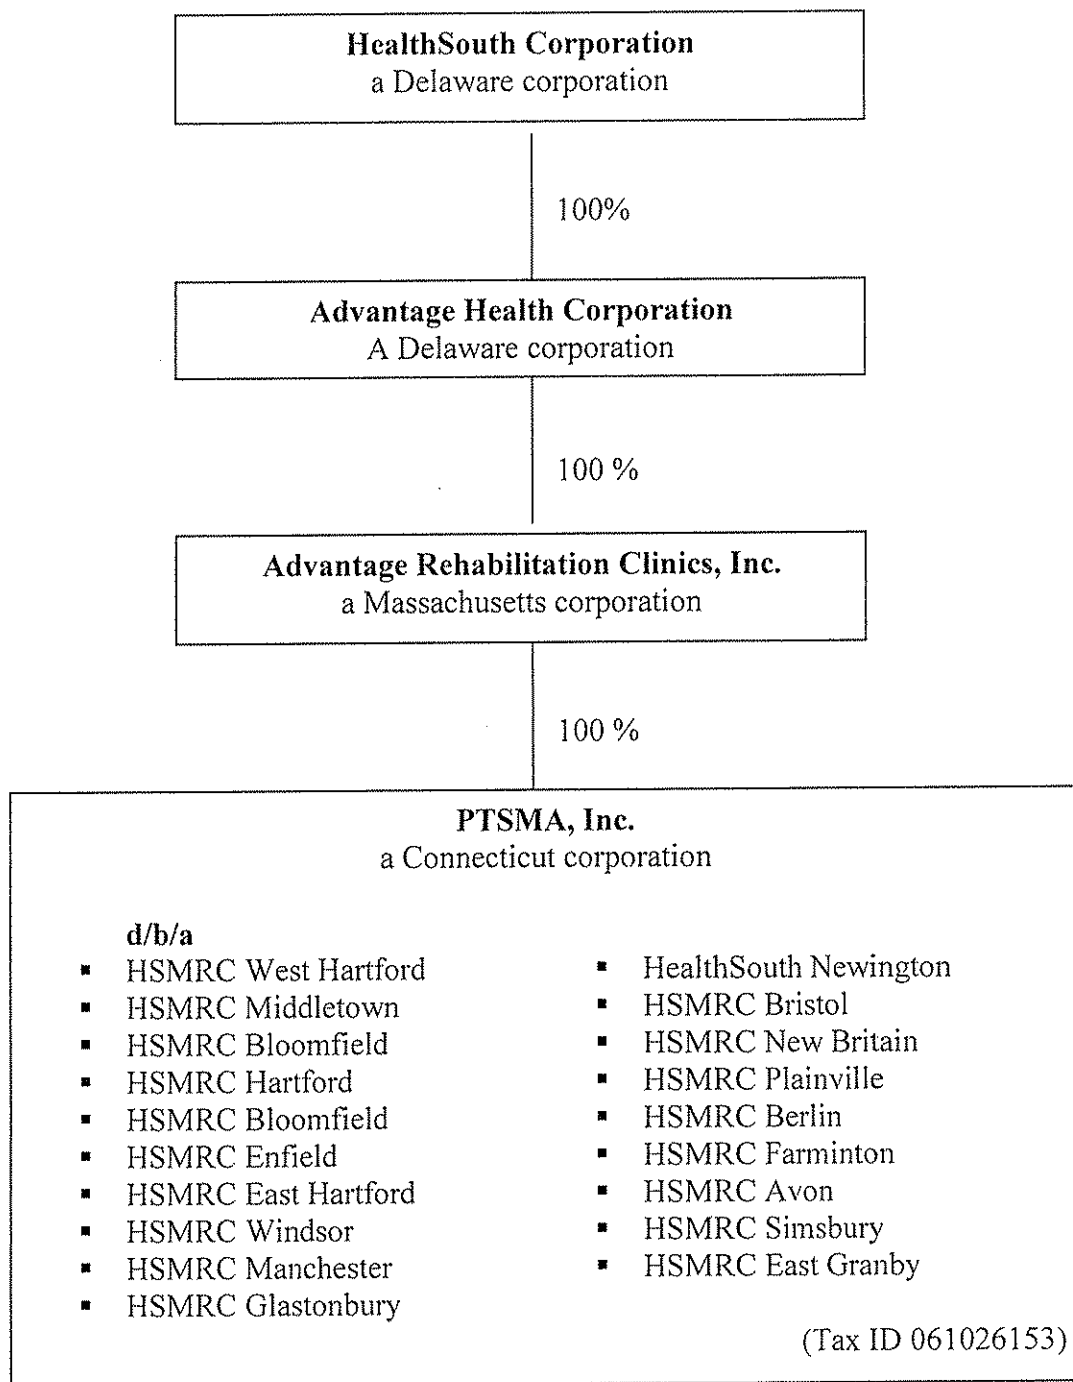 HealthSouth Corporation
a Delaware corporation
100%
Advantage Health Corporation
A Delaware corporation
100 %
Advantage Rehabilitation Clinics, Inc.
a Massachusetts corporation
100 %
PTSMA, Inc.
a Connecticut corporation
d/b/a
▪ HSMRC West Hartford
▪ HSMRC Middletown
▪ HSMRC Bloomfield
▪ HSMRC Hartford
▪ HSMRC Bloomfield
▪ HSMRC Enfield
▪ HSMRC East Hartford
▪ HSMRC Windsor
▪ HSMRC Manchester
▪ HSMRC Glastonbury
▪ HealthSouth Newington
▪ HSMRC Bristol
▪ HSMRC New Britain
▪ HSMRC Plainville
▪ HSMRC Berlin
▪ HSMRC Farminton
▪ HSMRC Avon
▪ HSMRC Simsbury
▪ HSMRC East Granby
(Tax ID 061026153)